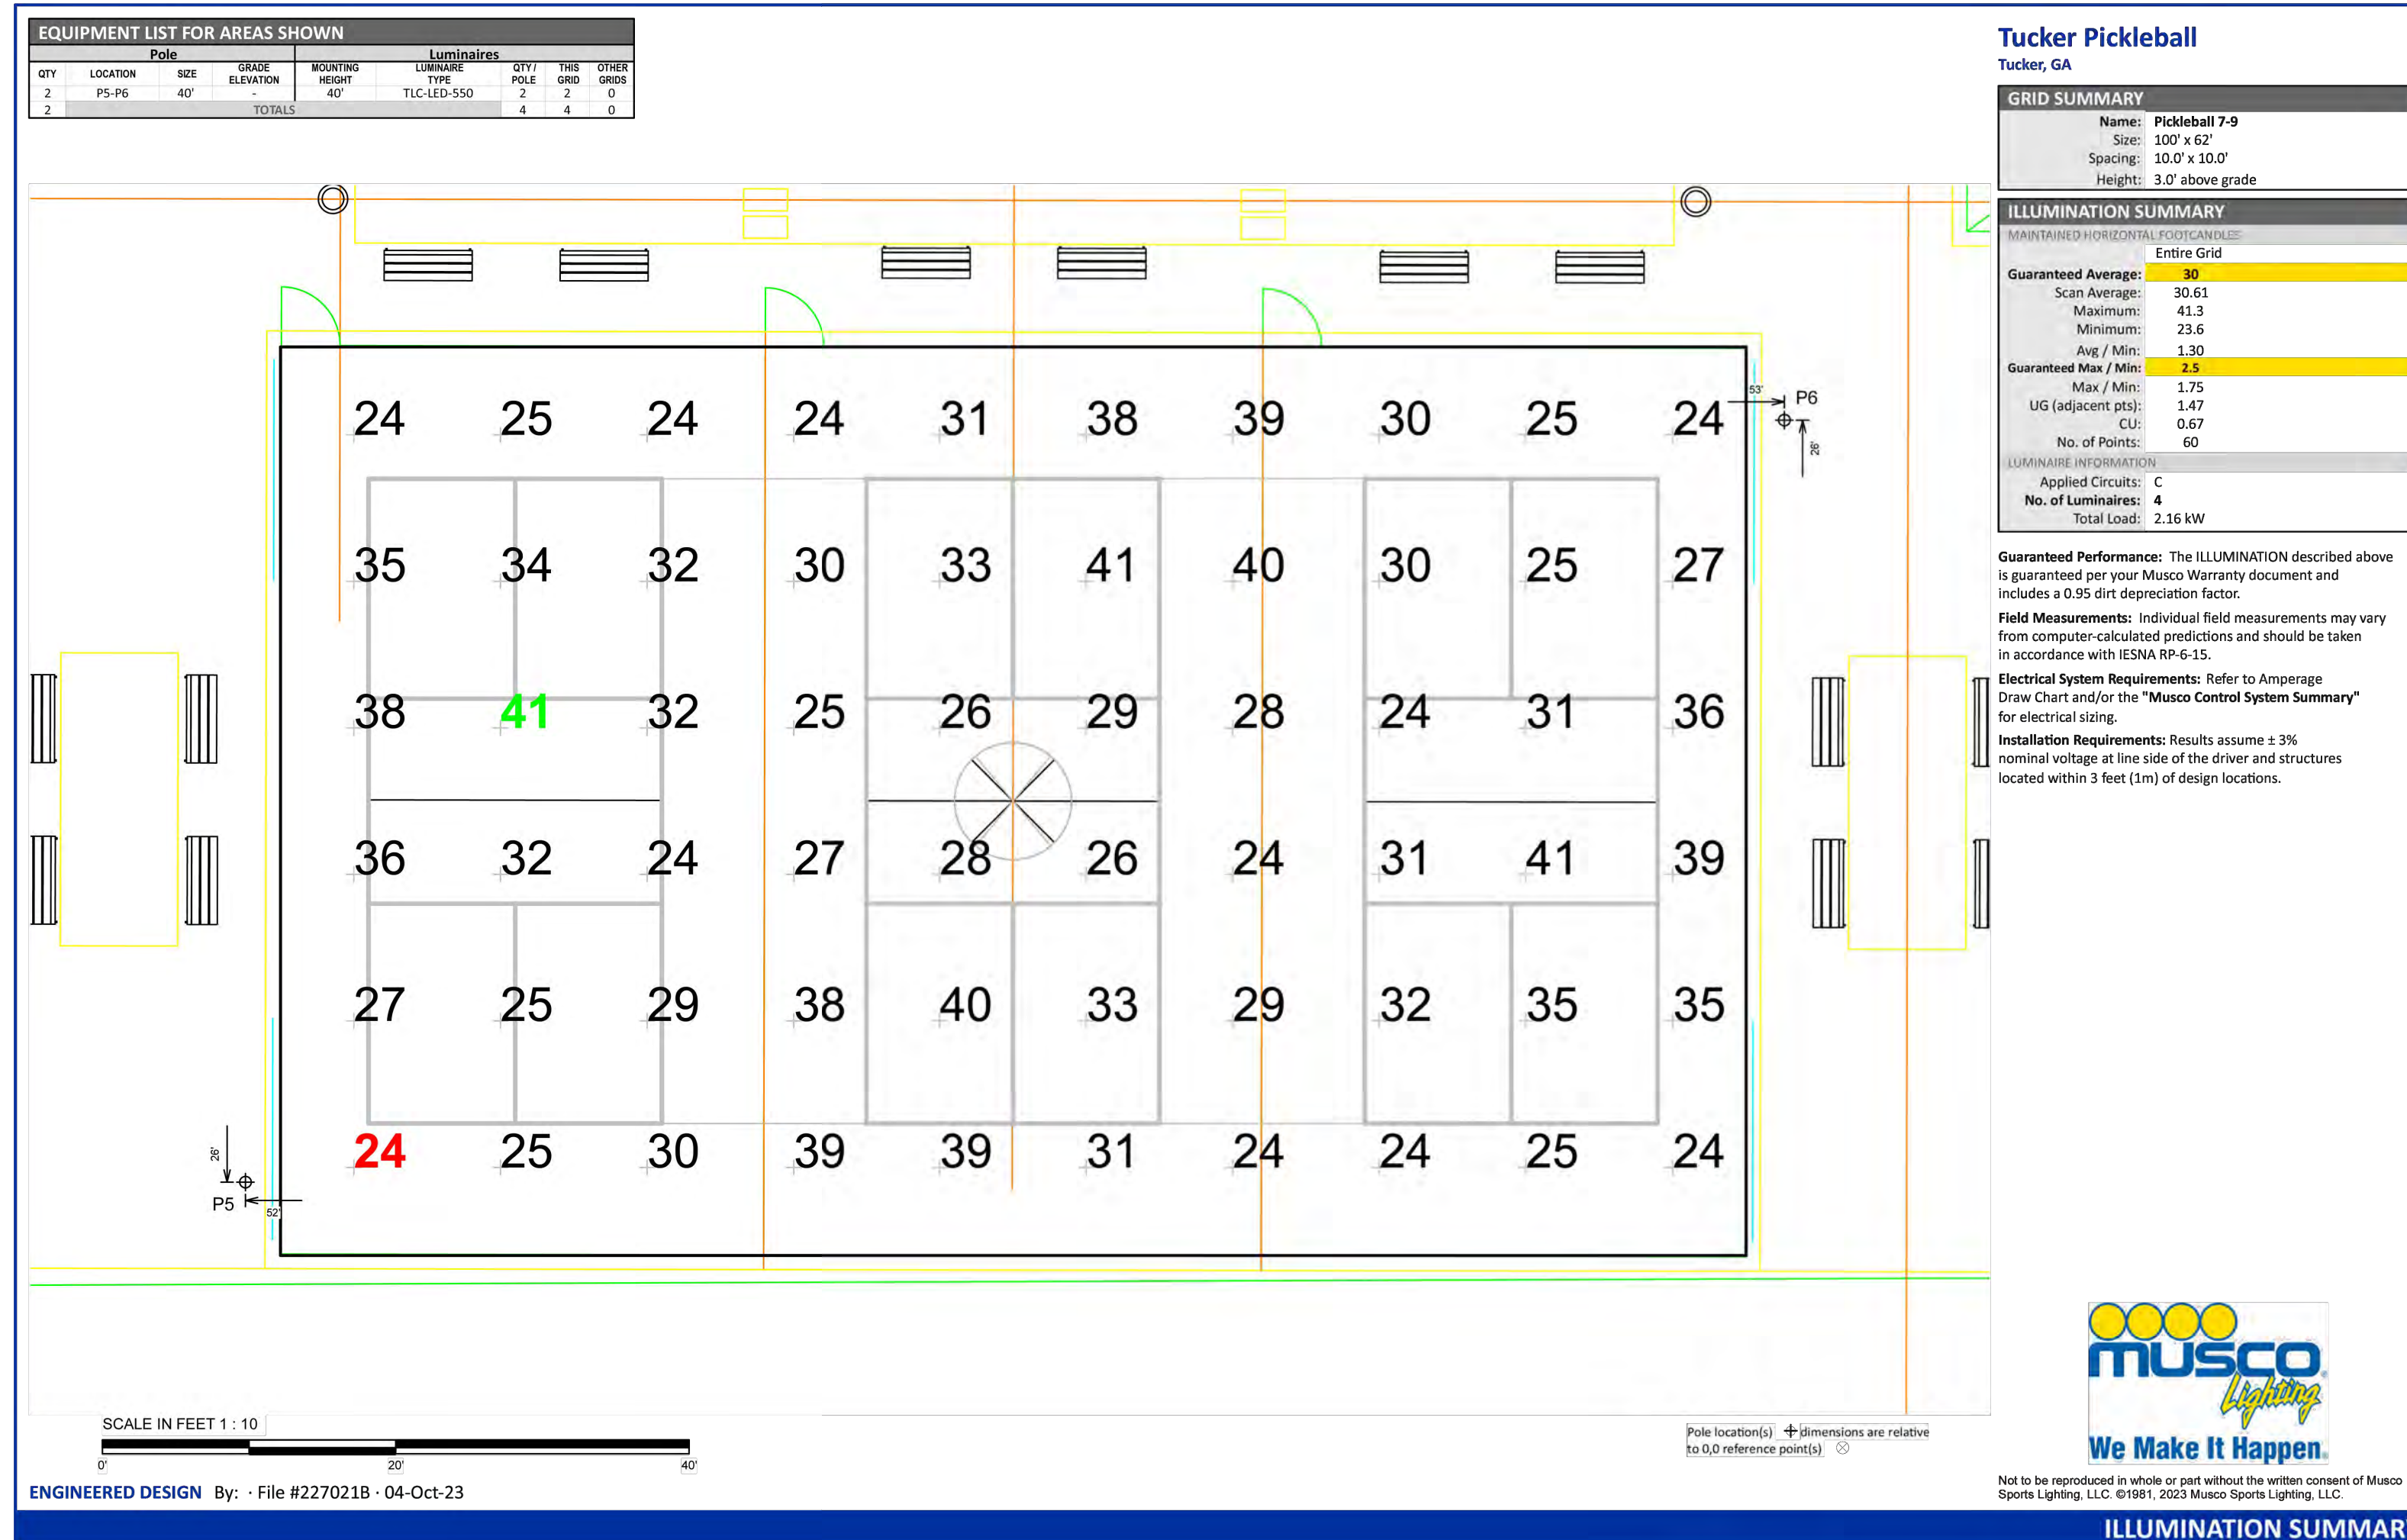 EQUIPMENT LIST FOR AREAS SHOWN
Pole Luminaires
QTY LOCATION SIZE GRADE ELEVATION MOUNTING HEIGHT LUMINAIRE TYPE QTY / POLE THIS GRID OTHER GRIDS
2 P5-P6 40' - 40' TLC-LED-550 2 2 0
2 TOTALS 4 4 0
Tucker Pickleball
Tucker, GA
GRID SUMMARY
Name: Pickleball 7-9
Size: 100' x 62'
Spacing: 10.0' x 10.0'
Height: 3.0' above grade
ILLUMINATION SUMMARY
MAINTAINED HORIZONTAL FOOTCANDLES
Entire Grid
Guaranteed Average: 30
Scan Average: 30.61
Maximum: 41.3
Minimum: 23.6
Avg / Min: 1.30
Guaranteed Max / Min: 2.5
Max / Min: 1.75
UG (adjacent pts): 1.47
CU: 0.67
No. of Points: 60
LUMINAIRE INFORMATION
Applied Circuits: C
No. of Luminaires: 4
Total Load: 2.16 kW
Guaranteed Performance: The ILLUMINATION described above
is guaranteed per your Musco Warranty document and
includes a 0.95 dirt depreciation factor.
Field Measurements: Individual field measurements may vary
from computer-calculated predictions and should be taken
in accordance with IESNA RP-6-15.
Electrical System Requirements: Refer to Amperage
Draw Chart and/or the "Musco Control System Summary"
for electrical sizing.
Installation Requirements: Results assume ± 3%
nominal voltage at line side of the driver and structures
located within 3 feet (1m) of design locations.
24 25 24 24 31 38 39 30 25 24
53' P6
26'
35 34 32 30 33 41 40 30 25 27
38 41 32 25 26 29 28 24 31 36
36 32 24 27 28 26 24 31 41 39
27 25 29 38 40 33 29 32 35 35
24 25 30 39 39 31 24 24 25 24
26'
P5 52'
SCALE IN FEET 1 : 10
0' 20' 40'
Pole location(s) dimensions are relative
to 0,0 reference point(s)
ENGINEERED DESIGN By: · File #227021B · 04-Oct-23
musco
Lighting
We Make It Happen.
Not to be reproduced in whole or part without the written consent of Musco
Sports Lighting, LLC. ©1981, 2023 Musco Sports Lighting, LLC.
ILLUMINATION SUMMAR